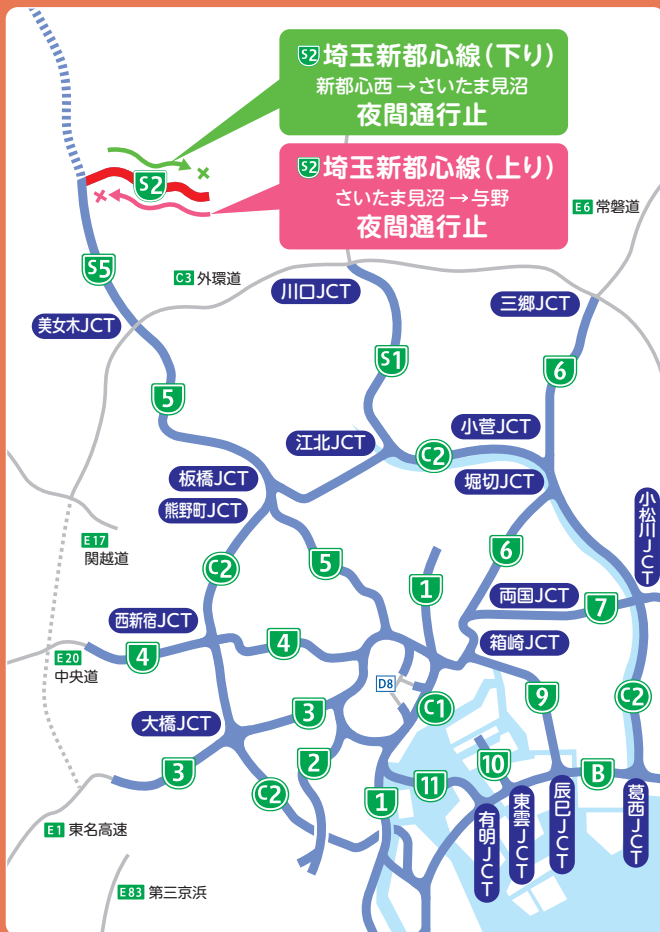 S2 埼玉新都心線(下り)
新都心西→さいたま見沼
夜間通行止
S2 埼玉新都心線(上り)
さいたま見沼→与野
夜間通行止
S2
E6 常磐道
S5
C3 外環道
川口JCT
三郷JCT
美女木JCT
S1
6
5
小菅JCT
江北JCT
C2
板橋JCT
堀切JCT
熊野町JCT
小松川JCT
E17
関越道
C2
5
6
1
両国JCT
7
西新宿JCT
4
4
箱崎JCT
E20
中央道
D8
C1
9
C2
大橋JCT
3
3
2
10
B
11
C2
1
有明JCT
東雲JCT
辰巳JCT
葛西JCT
E1 東名高速
E83 第三京浜